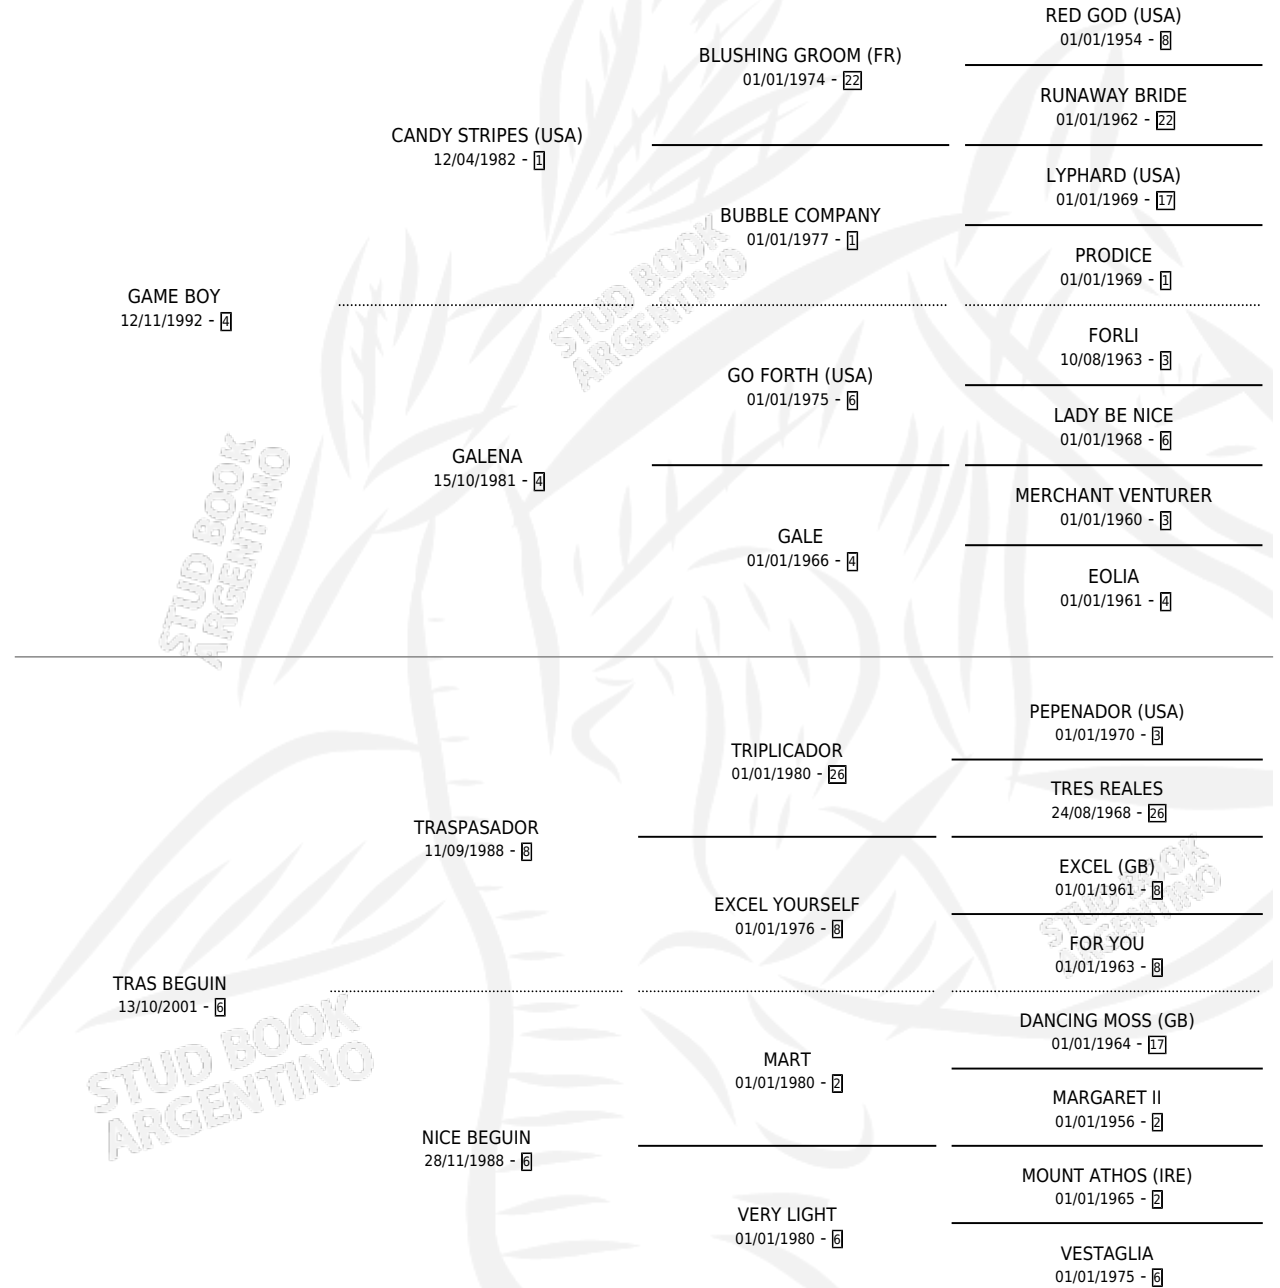 RED GOD (USA)
01/01/1954 - 8
BLUSHING GROOM (FR)
01/01/1974 - 22
RUNAWAY BRIDE
01/01/1962 - 22
CANDY STRIPES (USA)
12/04/1982 - 1
LYPHARD (USA)
01/01/1969 - 17
BUBBLE COMPANY
01/01/1977 - 1
PRODICE
01/01/1969 - 1
GAME BOY
12/11/1992 - 4
STUD BOOK
ARGENTINO
FORLI
10/08/1963 - 3
GO FORTH (USA)
01/01/1975 - 6
LADY BE NICE
01/01/1968 - 6
GALENA
15/10/1981 - 4
MERCHANT VENTURER
01/01/1960 - 3
GALE
01/01/1966 - 4
EOLIA
01/01/1961 - 4
STUD BOOK
ARGENTINO
PEPENADOR (USA)
01/01/1970 - 3
TRIPLICADOR
01/01/1980 - 26
TRES REALES
24/08/1968 - 26
TRASPASADOR
11/09/1988 - 8
EXCEL (GB)
01/01/1961 - 8
EXCEL YOURSELF
01/01/1976 - 8
FOR YOU
01/01/1963 - 8
STUD BOOK
ARGENTINO
TRAS BEGUIN
13/10/2001 - 6
DANCING MOSS (GB)
01/01/1964 - 17
MART
01/01/1980 - 2
MARGARET II
01/01/1956 - 2
STUD BOOK
ARGENTINO
NICE BEGUIN
28/11/1988 - 6
MOUNT ATHOS (IRE)
01/01/1965 - 2
VERY LIGHT
01/01/1980 - 6
VESTAGLIA
01/01/1975 - 6